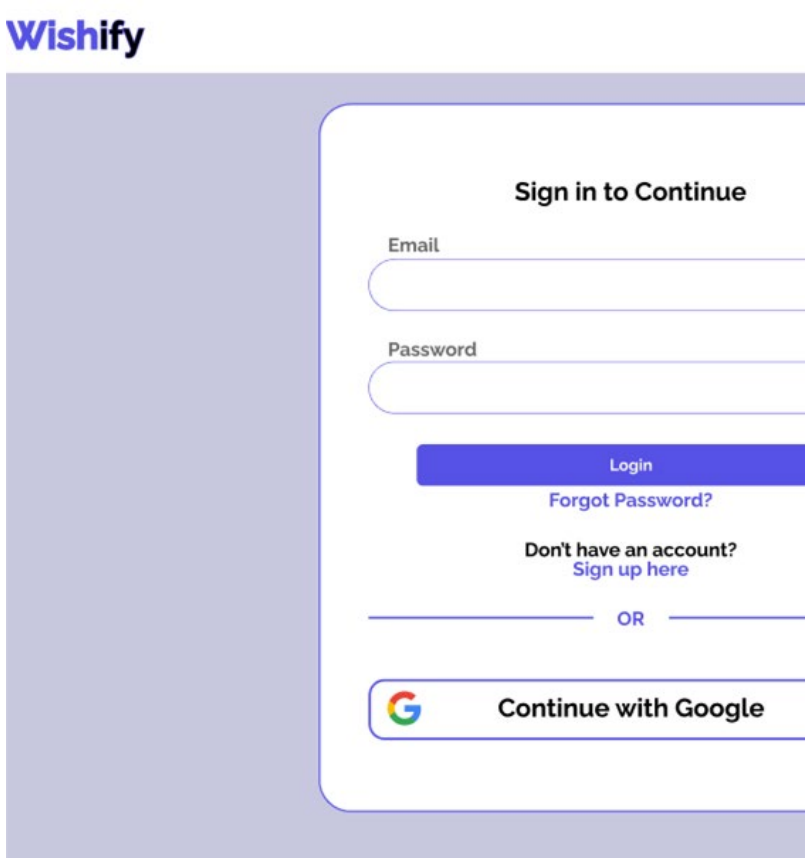 Wishify
Sign in to Continue
Email
Password
Login
Forgot Password?
Don't have an account?
Sign up here
OR
Continue with Google